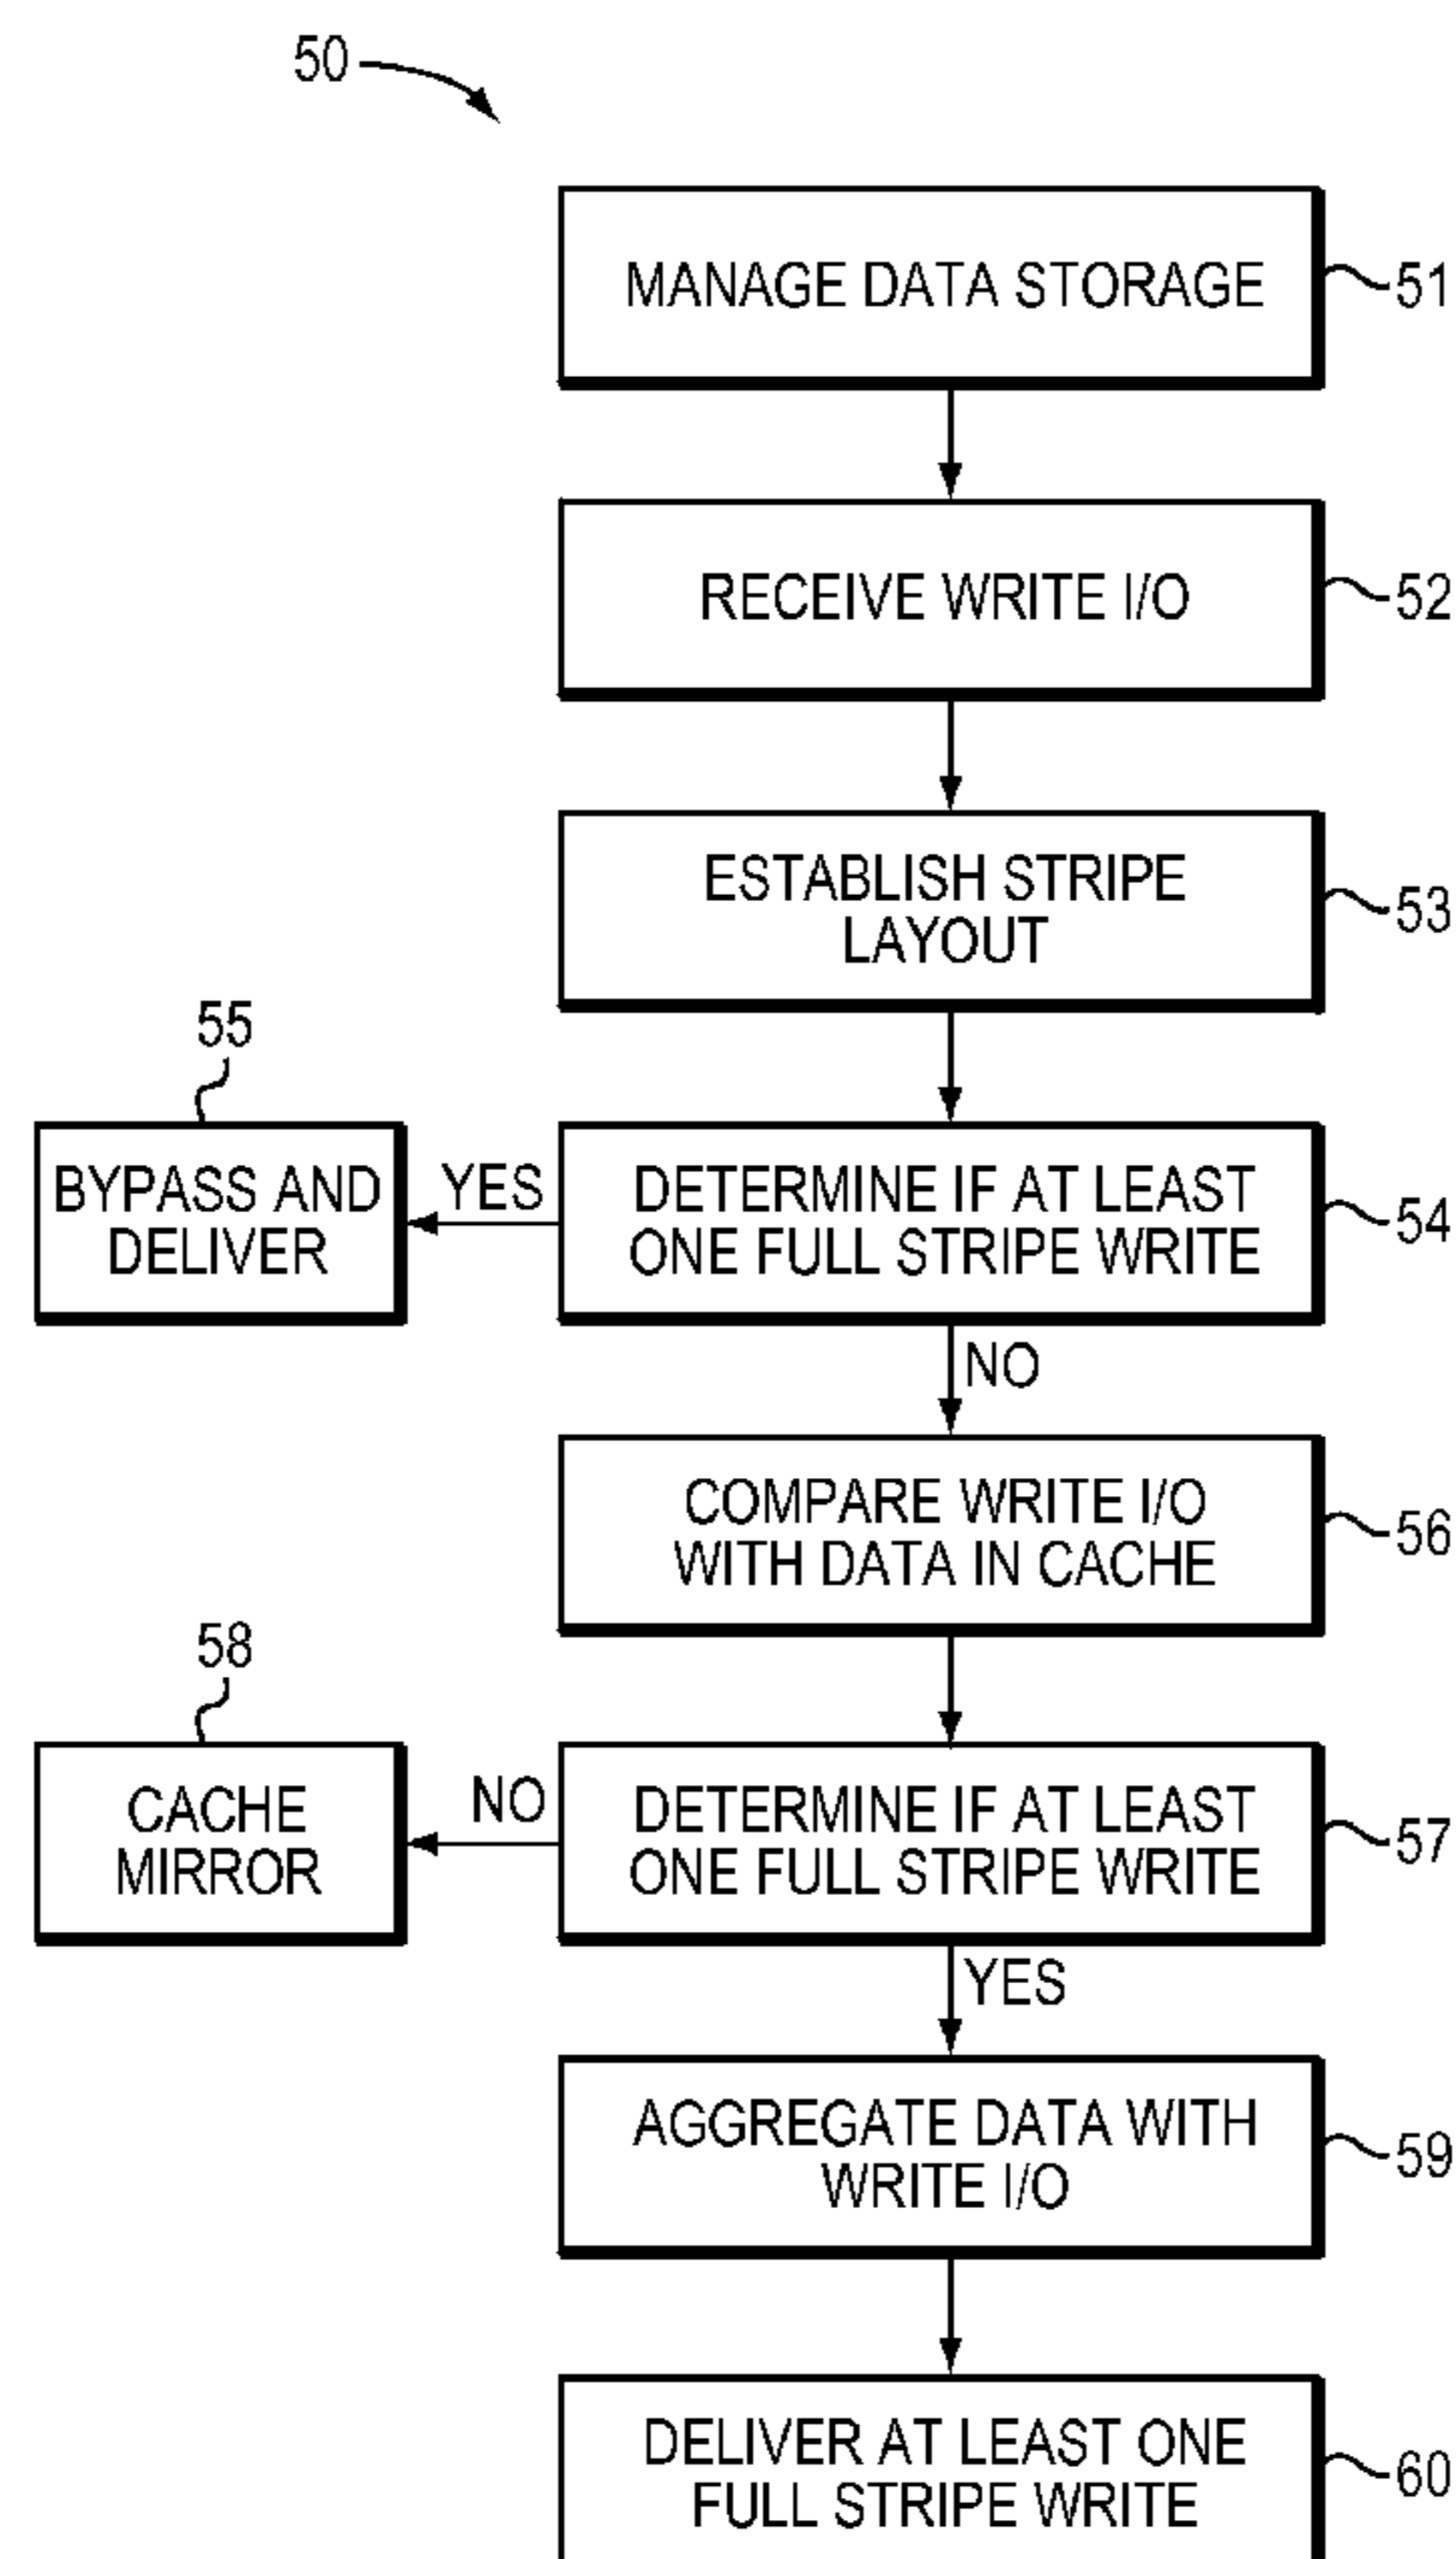 50
MANAGE DATA STORAGE
51
RECEIVE WRITE I/O
52
ESTABLISH STRIPE
LAYOUT
53
55
BYPASS AND
DELIVER
YES
DETERMINE IF AT LEAST
ONE FULL STRIPE WRITE
54
NO
COMPARE WRITE I/O
WITH DATA IN CACHE
56
58
CACHE
MIRROR
NO
DETERMINE IF AT LEAST
ONE FULL STRIPE WRITE
57
YES
AGGREGATE DATA WITH
WRITE I/O
59
DELIVER AT LEAST ONE
FULL STRIPE WRITE
60